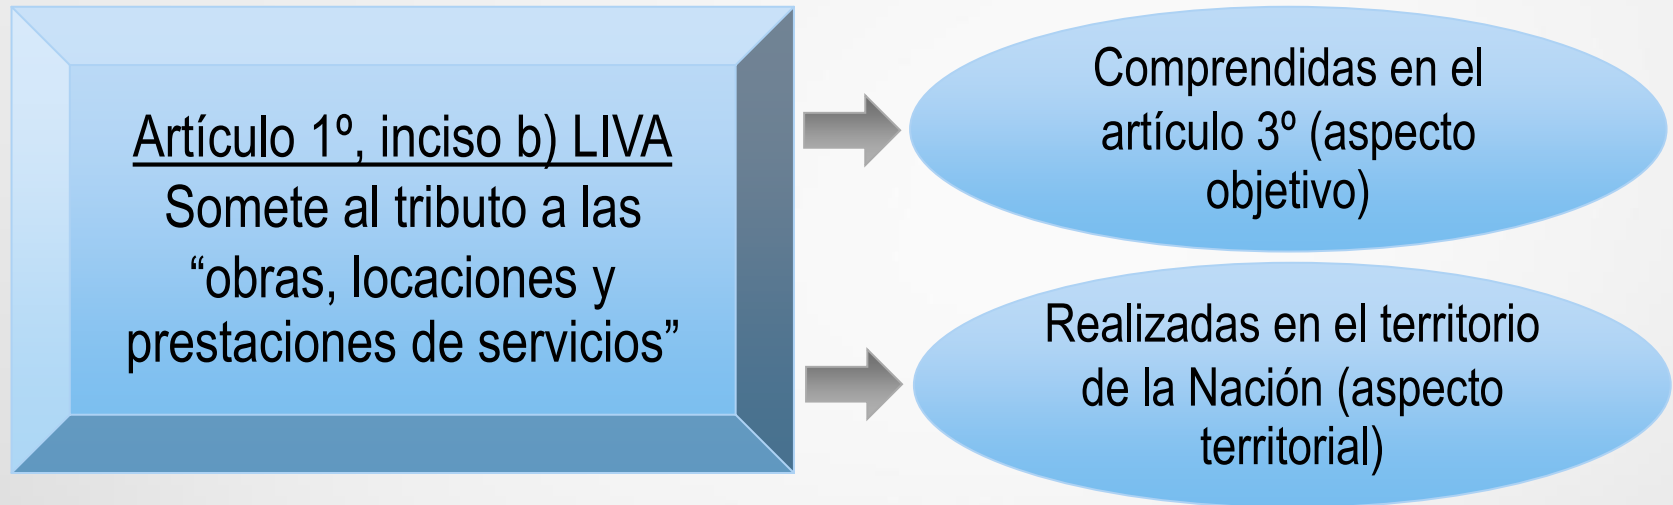 Artículo 1º, inciso b) LIVA
Somete al tributo a las
“obras, locaciones y
prestaciones de servicios”
Comprendidas en el
artículo 3º (aspecto
objetivo)
Realizadas en el territorio
de la Nación (aspecto
territorial)